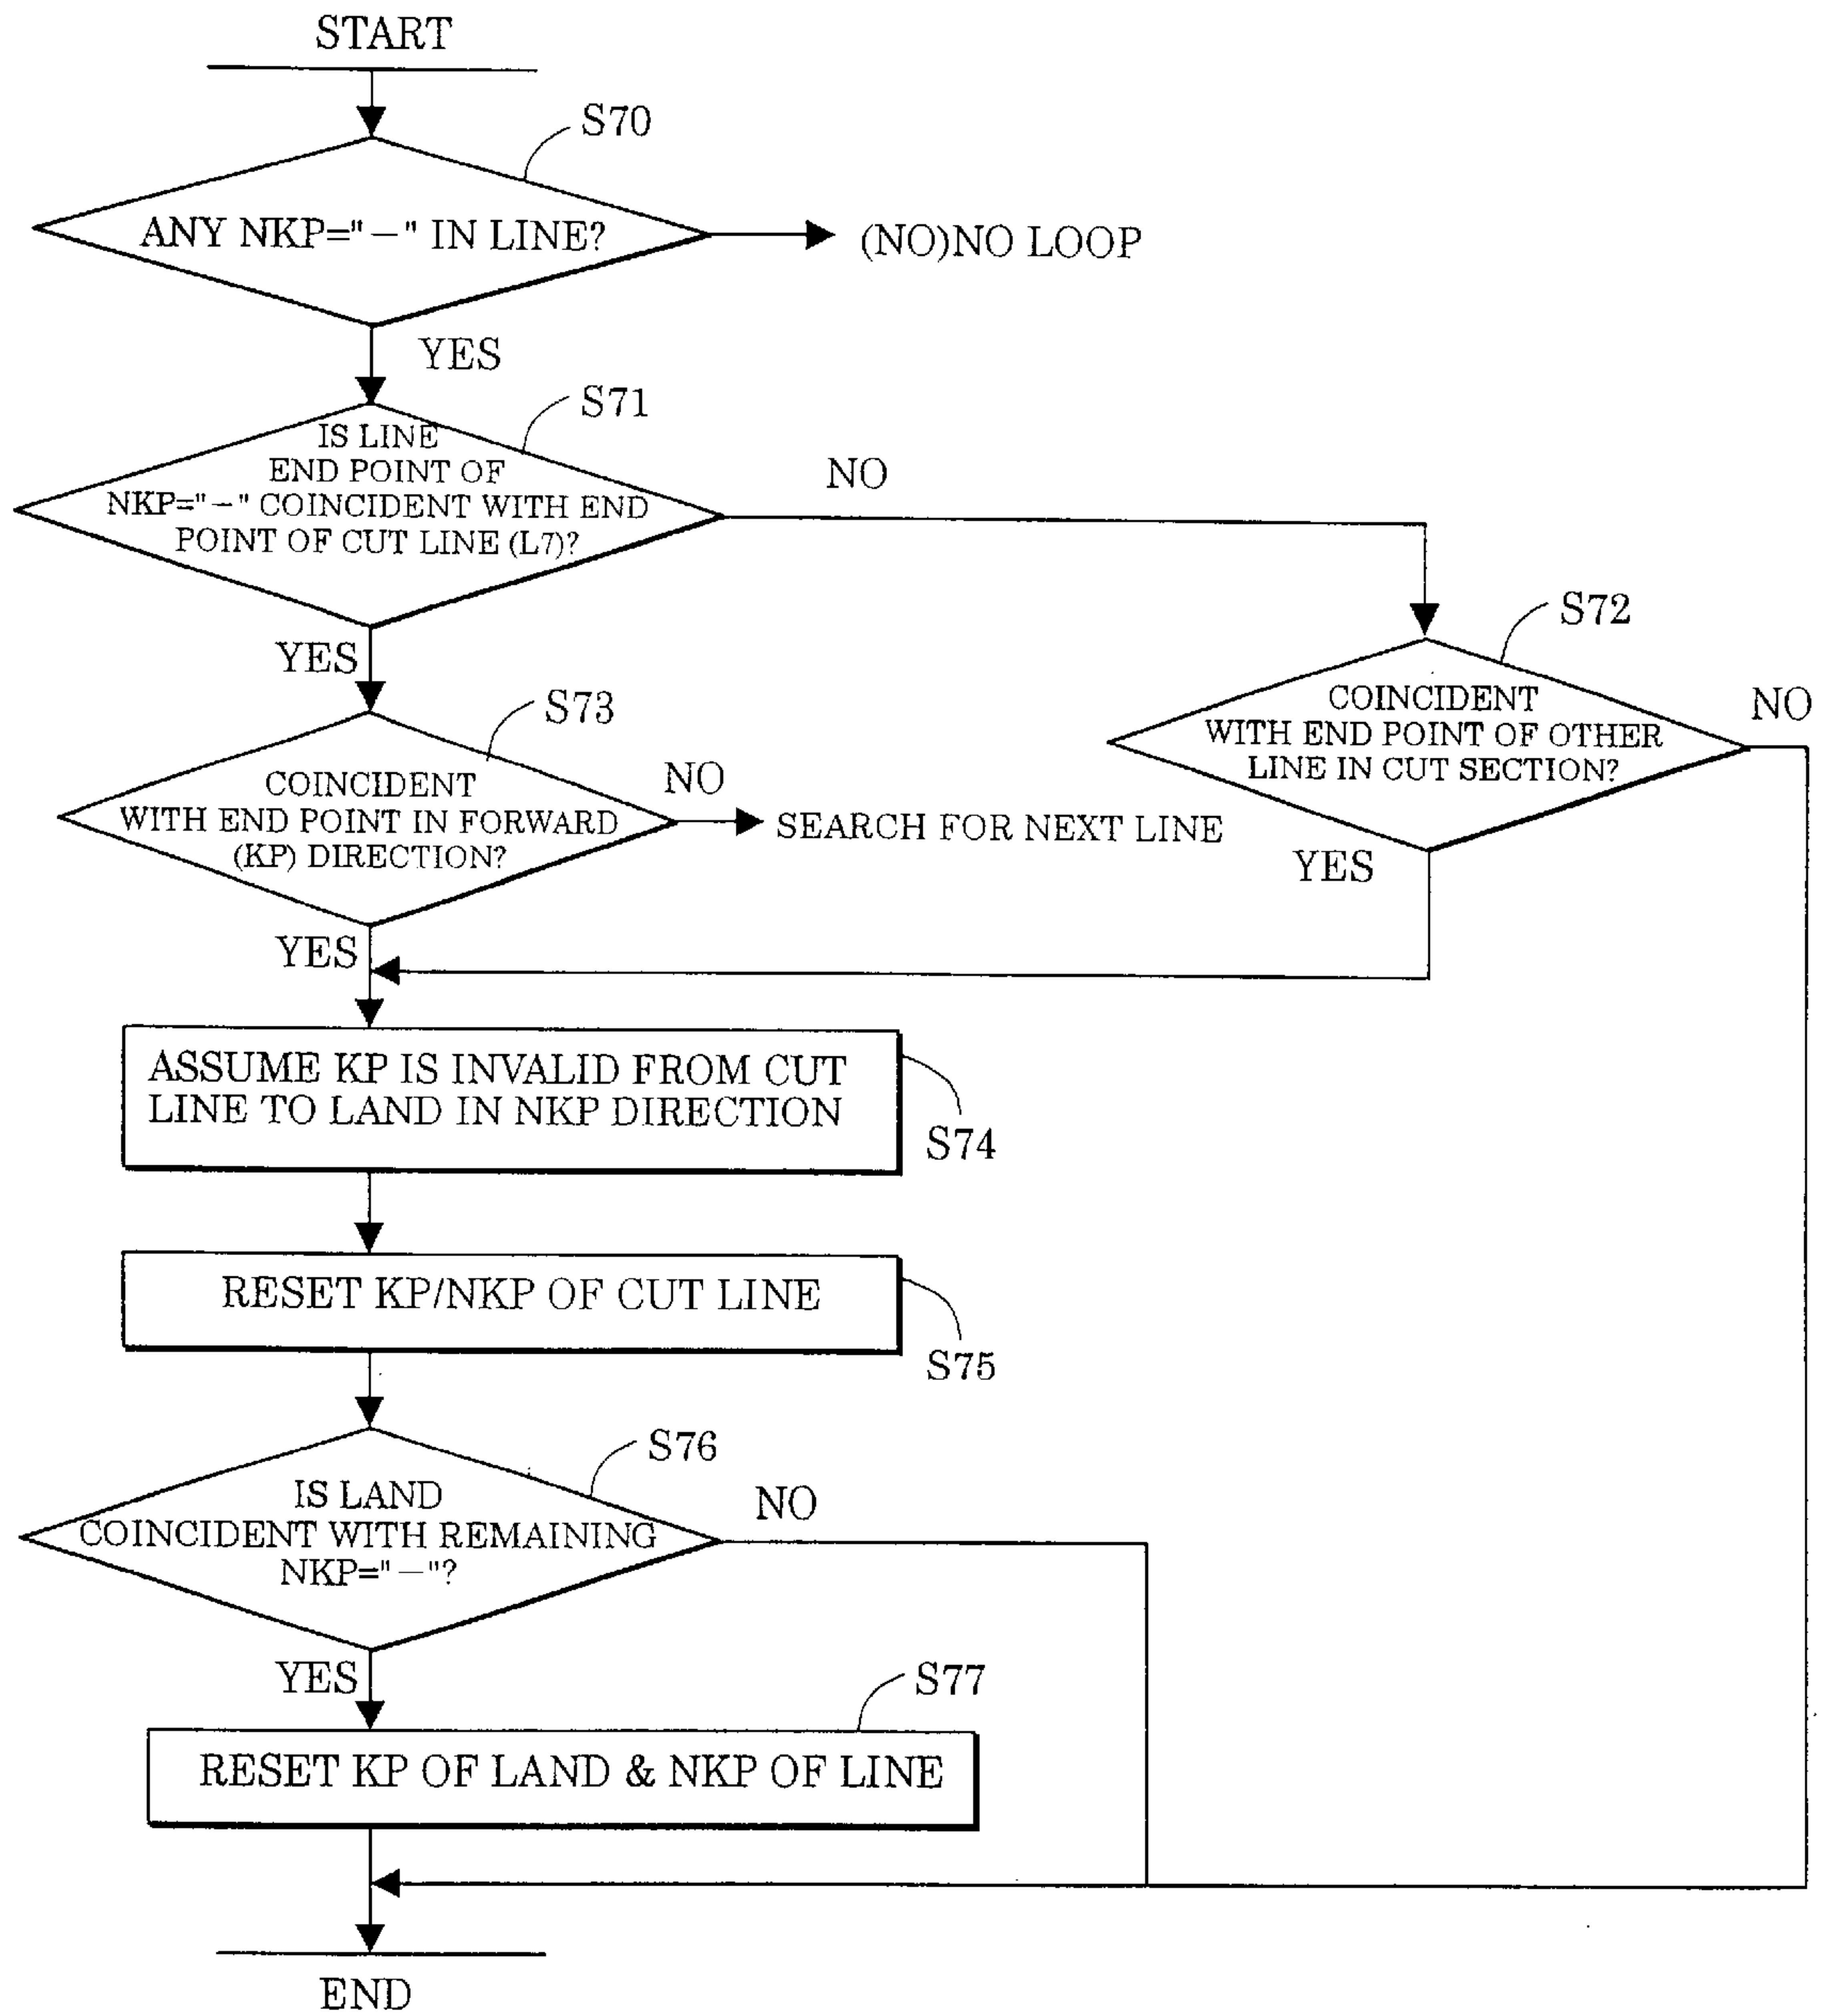 START
S70
ANY NKP="−" IN LINE?
(NO)NO LOOP
YES
S71
IS LINE
END POINT OF
NKP="−" COINCIDENT WITH END
POINT OF CUT LINE (L7)?
NO
YES
S72
COINCIDENT
WITH END POINT OF OTHER
LINE IN CUT SECTION?
NO
YES
S73
COINCIDENT
WITH END POINT IN FORWARD
(KP) DIRECTION?
NO
SEARCH FOR NEXT LINE
YES
ASSUME KP IS INVALID FROM CUT
LINE TO LAND IN NKP DIRECTION
S74
RESET KP/NKP OF CUT LINE
S75
S76
IS LAND
COINCIDENT WITH REMAINING
NKP="−"?
NO
YES
S77
RESET KP OF LAND & NKP OF LINE
END